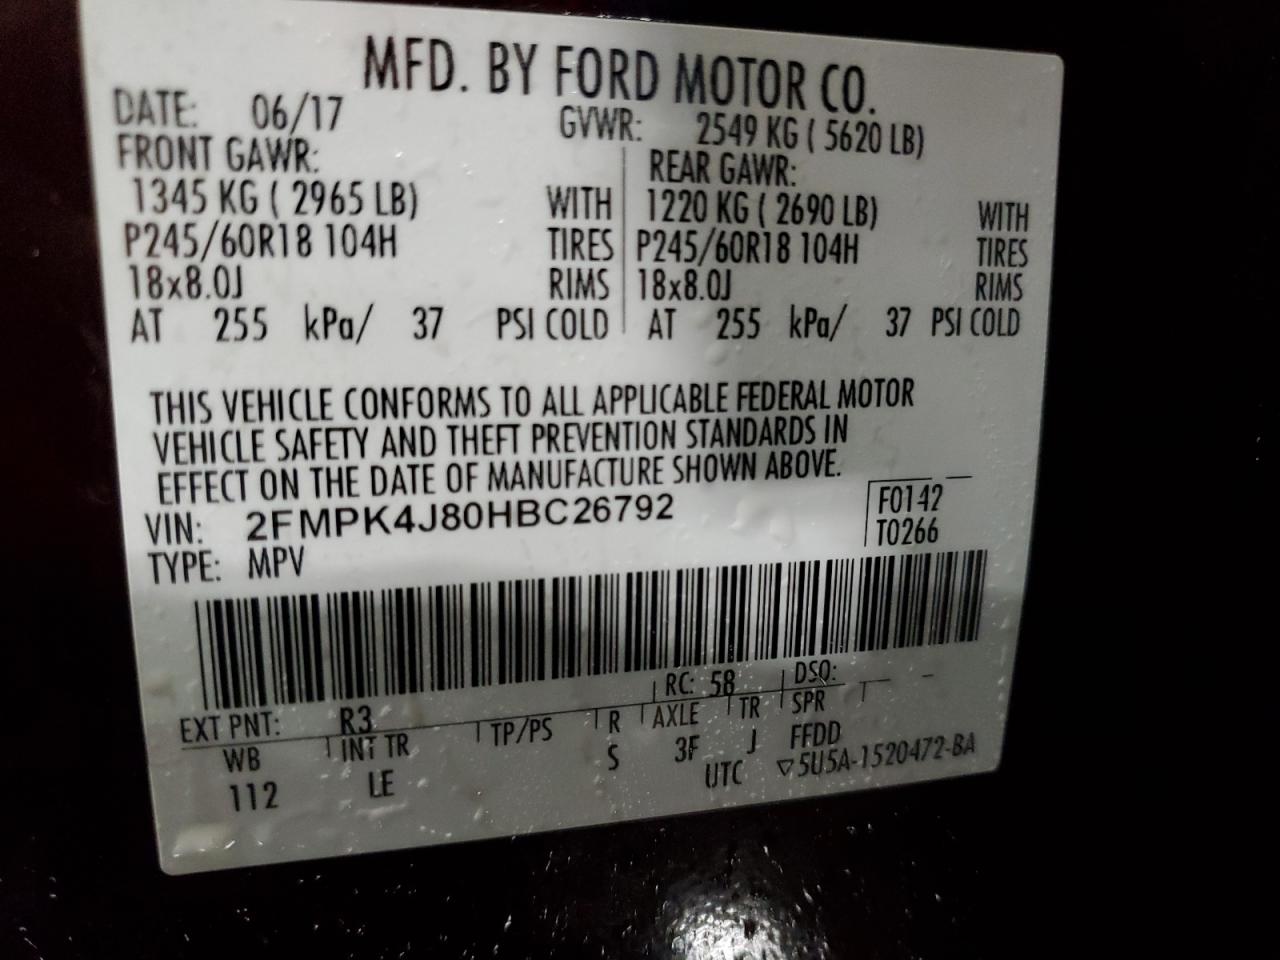 MFD. BY FORD MOTOR CO.
DATE: 06/17 GVWR: 2549 KG ( 5620 LB)
FRONT GAWR: REAR GAWR:
1345 KG ( 2965 LB) WITH 1220 KG ( 2690 LB) WITH
P245/60R18 104H TIRES P245/60R18 104H TIRES
18x8.0J RIMS 18x8.0J RIMS
AT 255 kPa/ 37 PSI COLD AT 255 kPa/ 37 PSI COLD
THIS VEHICLE CONFORMS TO ALL APPLICABLE FEDERAL MOTOR
VEHICLE SAFETY AND THEFT PREVENTION STANDARDS IN
EFFECT ON THE DATE OF MANUFACTURE SHOWN ABOVE.
VIN: 2FMPK4J80HBC26792 F0142
TYPE: MPV T0266
EXT PNT: R3 RC: 58 DSO:
WB INT TR TP/PS R AXLE TR SPR
112 LE S 3F J FFDD
UTC ▽5U5A-1520472-BA